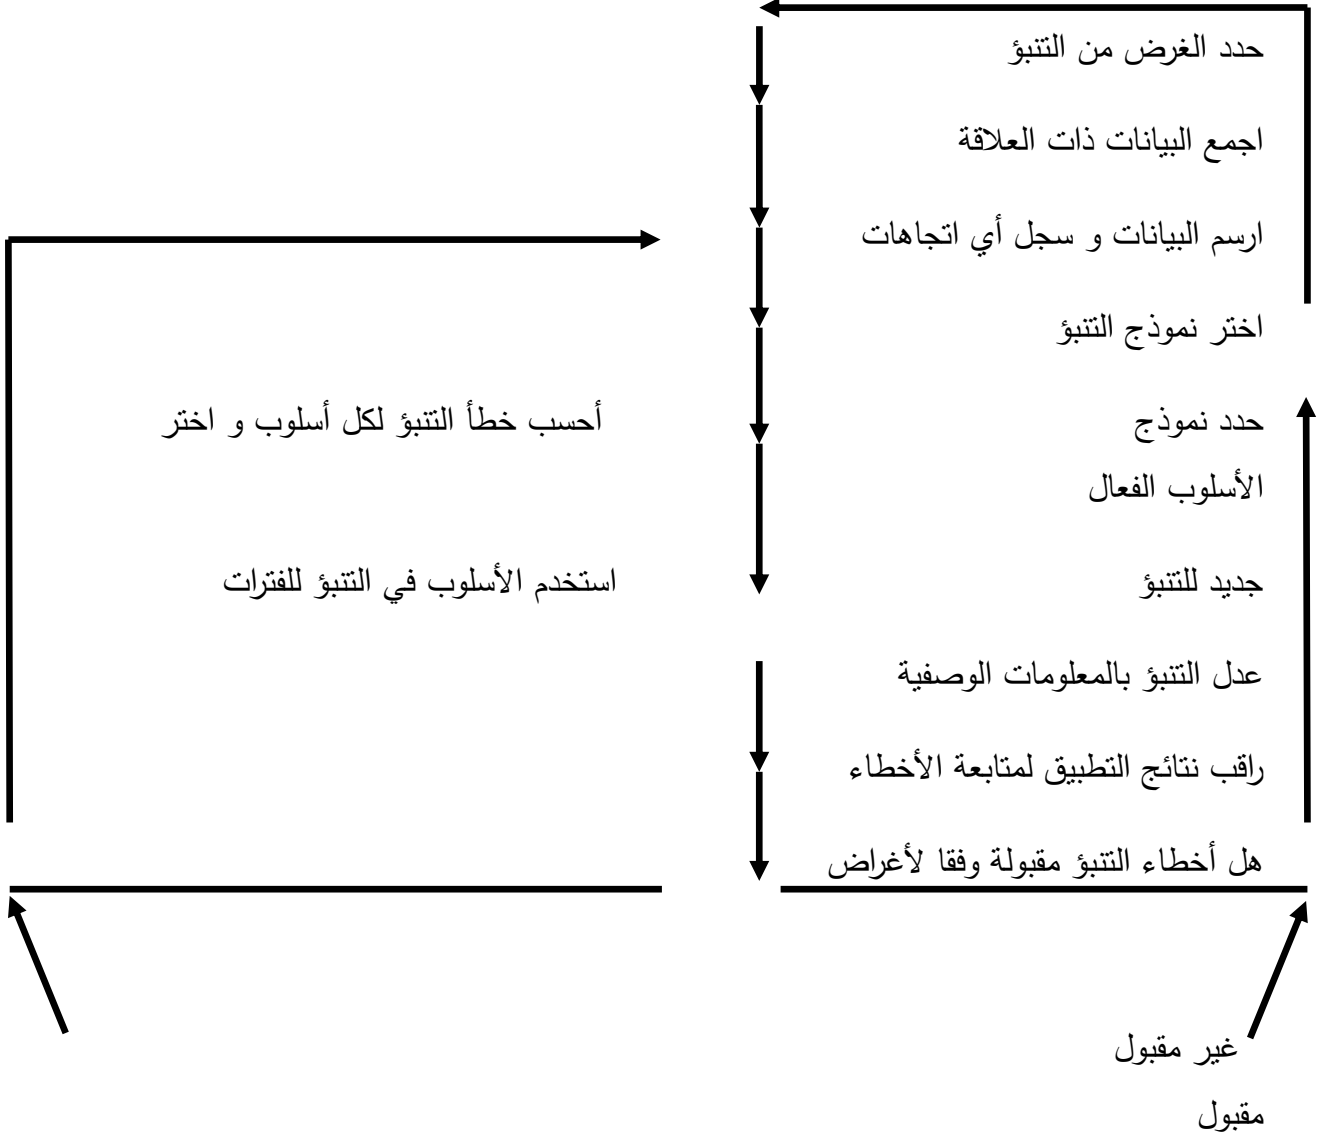 حدد الغرض من التنبؤ
اجمع البيانات ذات العلاقة
ارسم البيانات و سجل أي اتجاهات
اختر نموذج التنبؤ
حدد نموذج أحسب خطأ التنبؤ لكل أسلوب و اختر
الأسلوب الفعال
جديد للتنبؤ استخدم الأسلوب في التنبؤ للفترات
عدل التنبؤ بالمعلومات الوصفية
راقب نتائج التطبيق لمتابعة الأخطاء
هل أخطاء التنبؤ مقبولة وفقا لأغراض
غير مقبول
مقبول